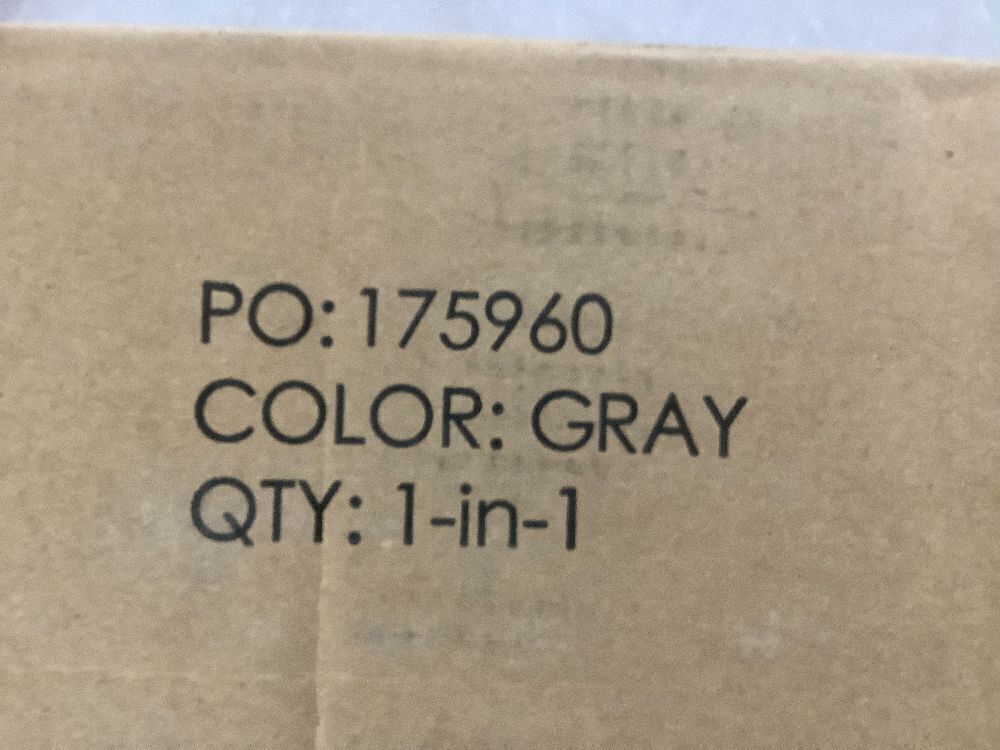 PO: 175960
COLOR: GRAY
QTY: 1-in-1